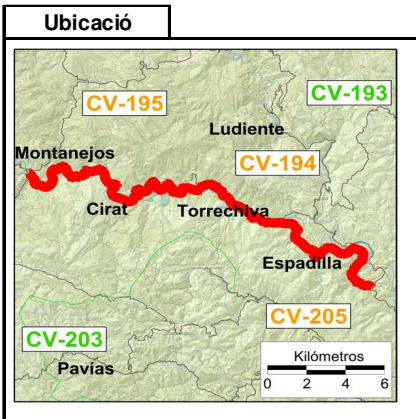 Ubicació
CV-195
CV-193
Ludiente
Montanejos
CV-194
Cirat
Torrechiva
Espadilla
CV-205
CV-203
Pavías
Kilómetros
0 2 4 6